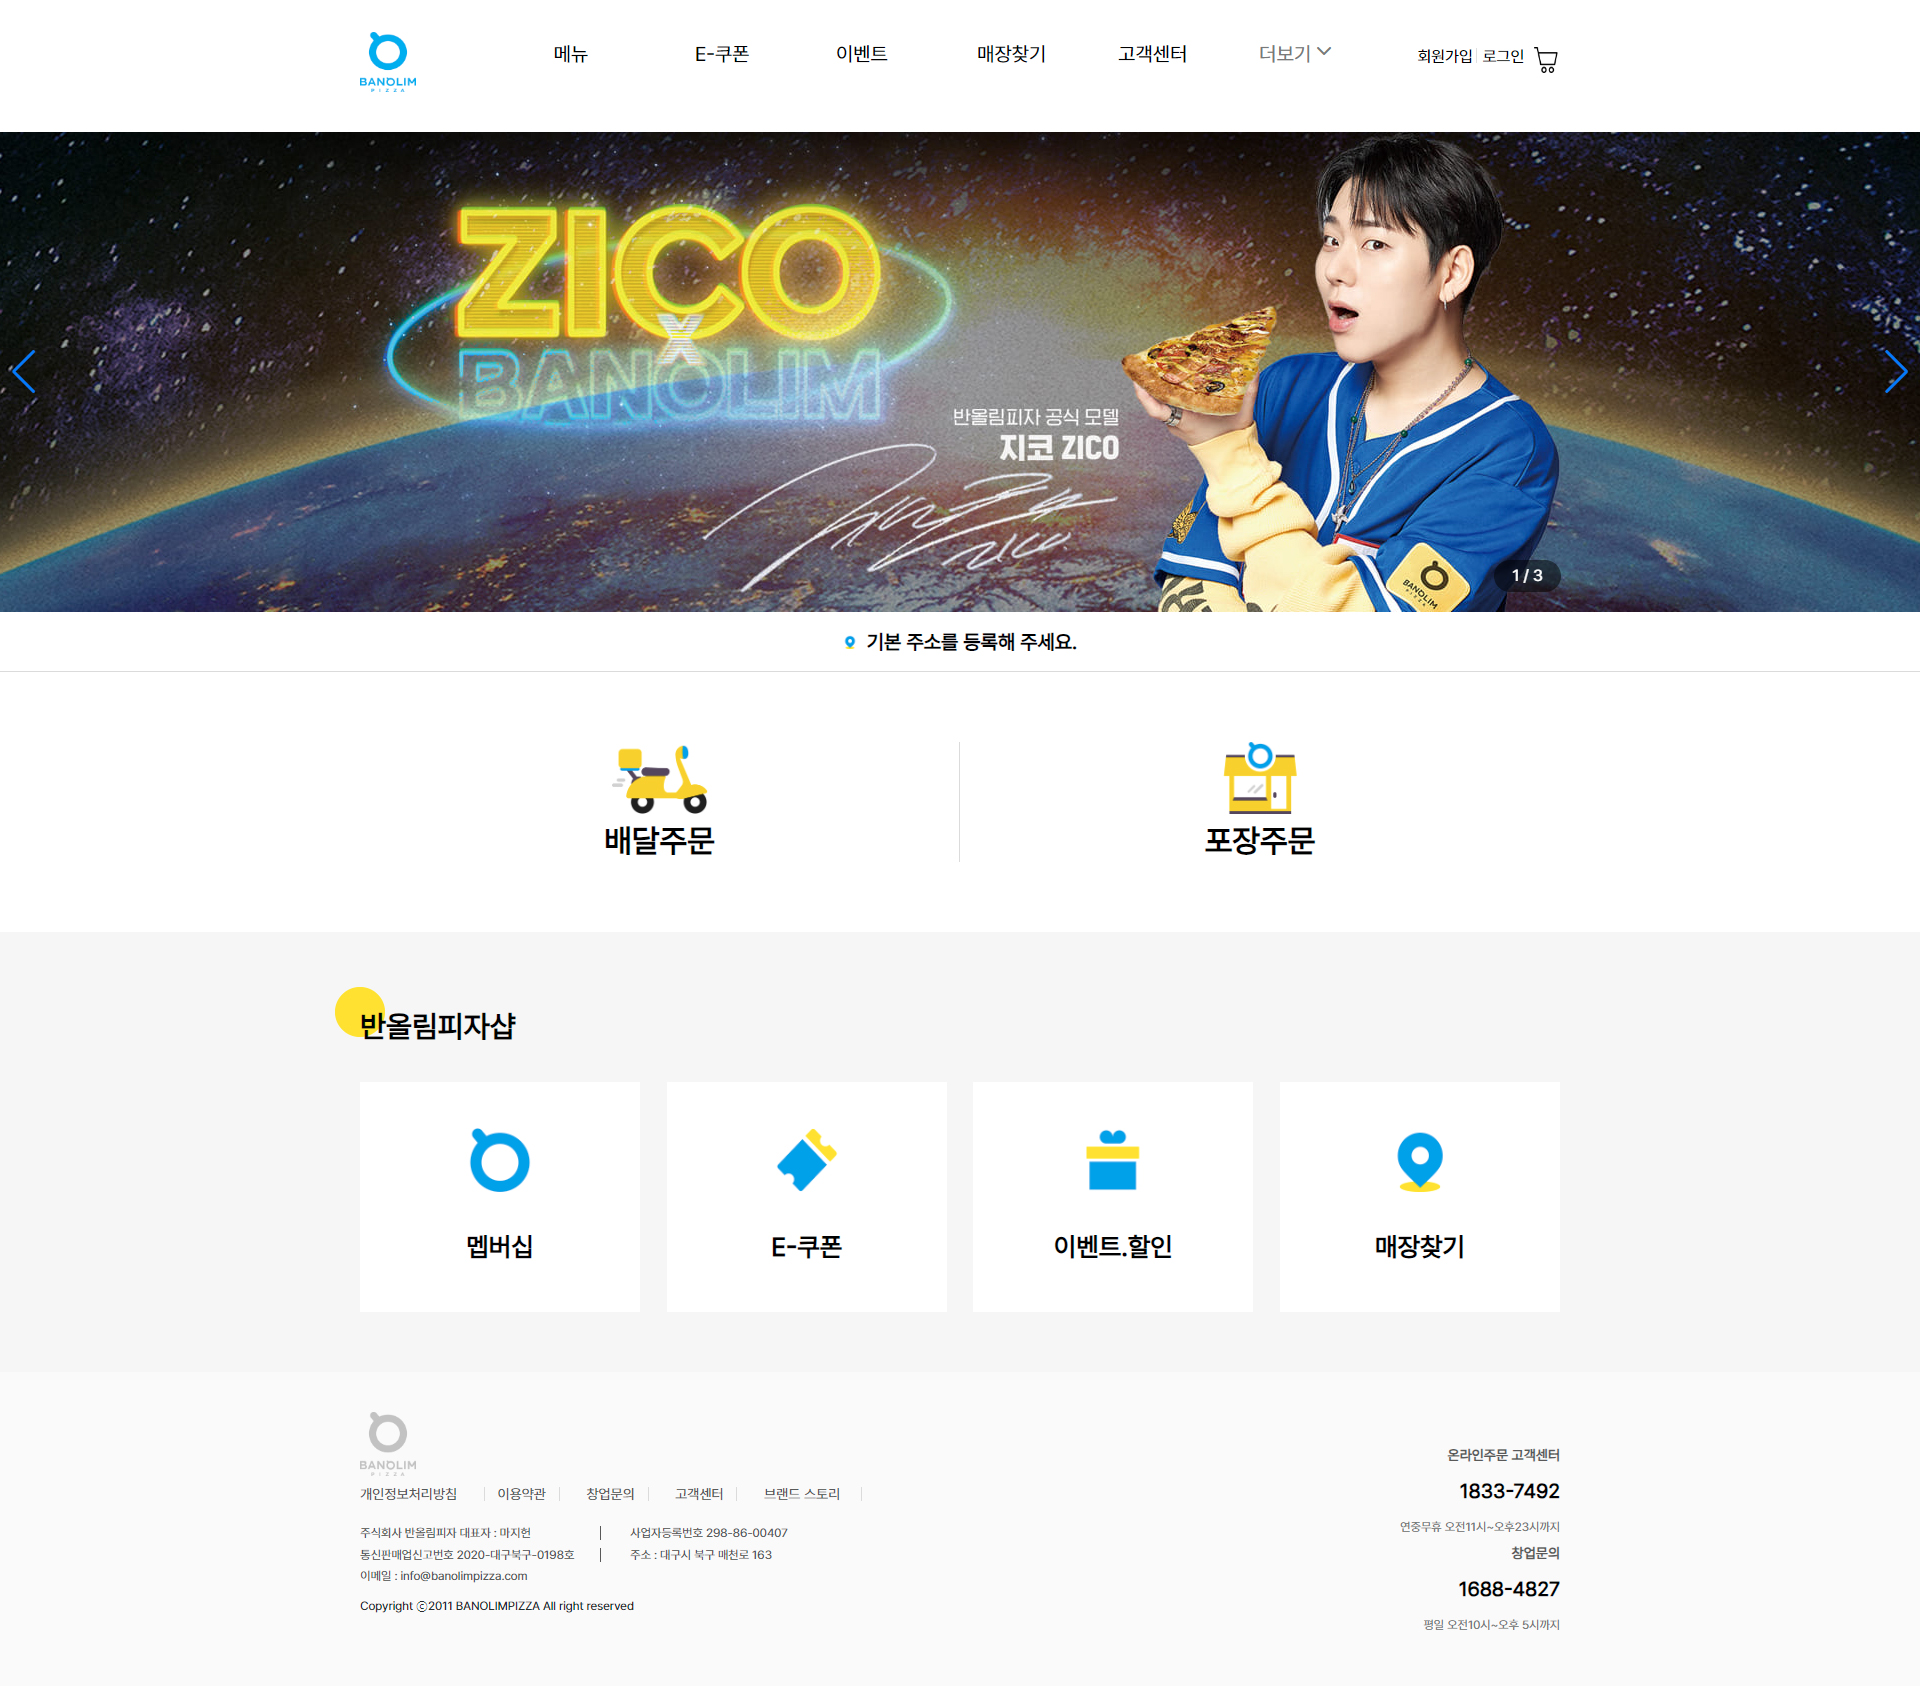 BANOLIM
PIZZA
메뉴
E-쿠폰
이벤트
매장찾기
고객센터
더보기
회원가입
로그인
ZICO
X
BANOLIM
반올림피자 공식 모델
지코 ZICO
ZICO
BANOLIM
PIZZA
1 / 3
기본 주소를 등록해 주세요.
배달주문
포장주문
반올림피자샵
멥버십
E-쿠폰
이벤트.할인
매장찾기
BANOLIM
PIZZA
개인정보처리방침
이용약관
창업문의
고객센터
브랜드 스토리
주식회사 반올림피자 대표자 : 마지헌
사업자등록번호 298-86-00407
통신판매업신고번호 2020-대구북구-0198호
주소 : 대구시 북구 매천로 163
이메일 : info@banolimpizza.com
Copyright ⓒ2011 BANOLIMPIZZA All right reserved
온라인주문 고객센터
1833-7492
연중무휴 오전11시~오후23시까지
창업문의
1688-4827
평일 오전10시~오후 5시까지